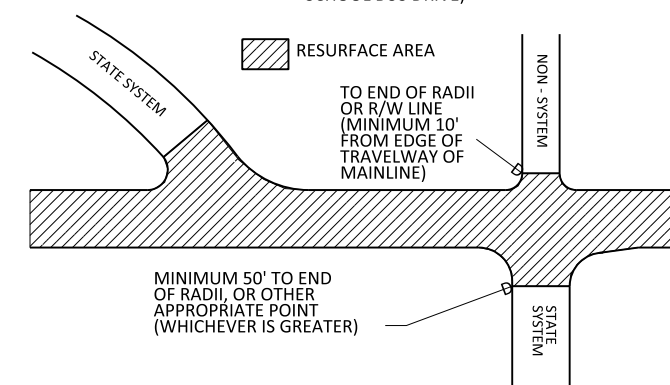 STATE SYSTEM
RESURFACE AREA
TO END OF RADII
OR R/W LINE
(MINIMUM 10'
FROM EDGE OF
TRAVELWAY OF
MAINLINE)
NON - SYSTEM
MINIMUM 50' TO END
OF RADII, OR OTHER
APPROPRIATE POINT
(WHICHEVER IS GREATER)
STATE
SYSTEM